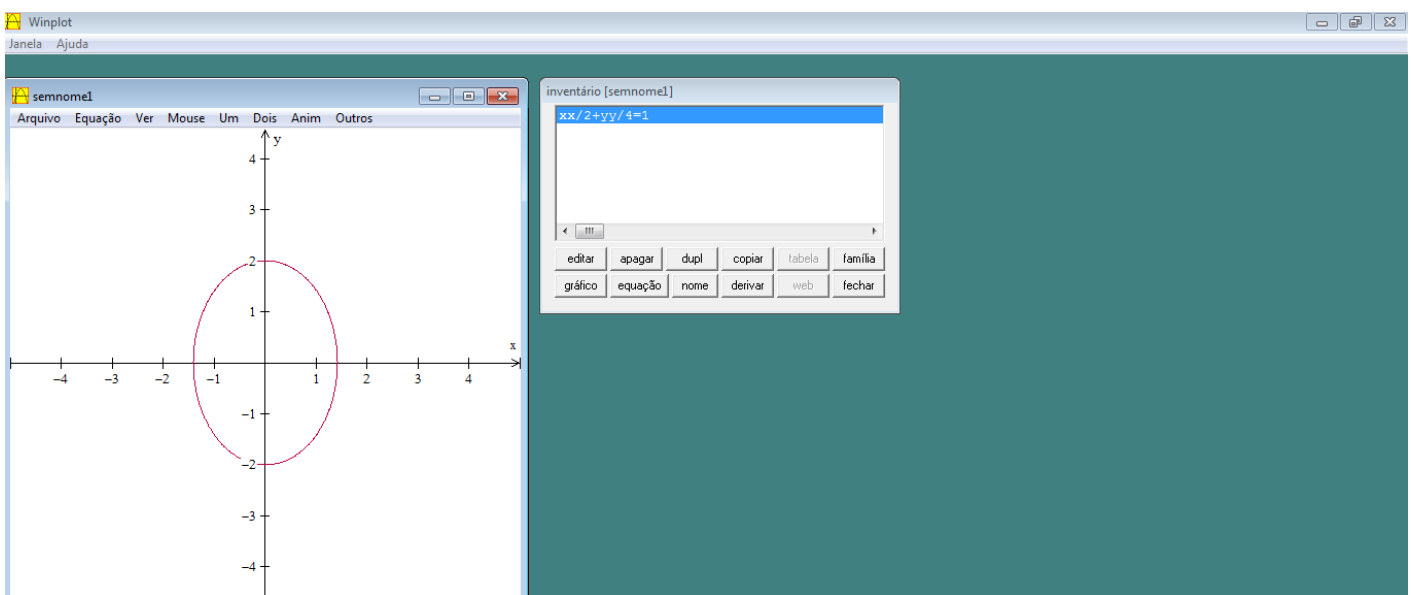 Winplot
Janela Ajuda
semnome1
Arquivo Equação Ver Mouse Um Dois Anim Outros
y
4
3
2
1
x
−4 −3 −2 −1 1 2 3 4
−1
−2
−3
−4
inventário [semnome1]
xx/2+yy/4=1
editar apagar dupl copiar tabela família
gráfico equação nome derivar web fechar